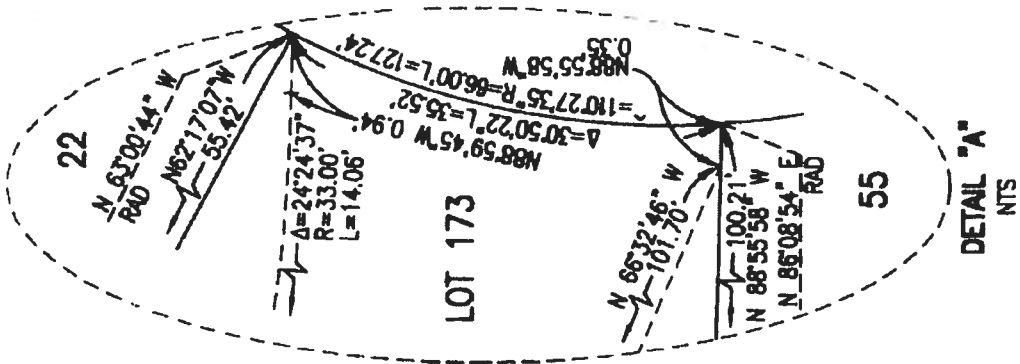 22
N 63°00'44" W
RAD
N62°17'07"W
55.42'
Δ=24°24'37"
R=33.00'
L=14.06'
N88°59'45"W 0.94'
Δ=30°50'22" L=35.52'
=110°27'35" R=66.00' L=127.24'
N88°55'58"W
0.35
LOT 173
N 66°32'46" W
101.70'
100.21'
N 88°55'58" W
N 86°08'54" E
RAD
55
DETAIL "A"
NTS